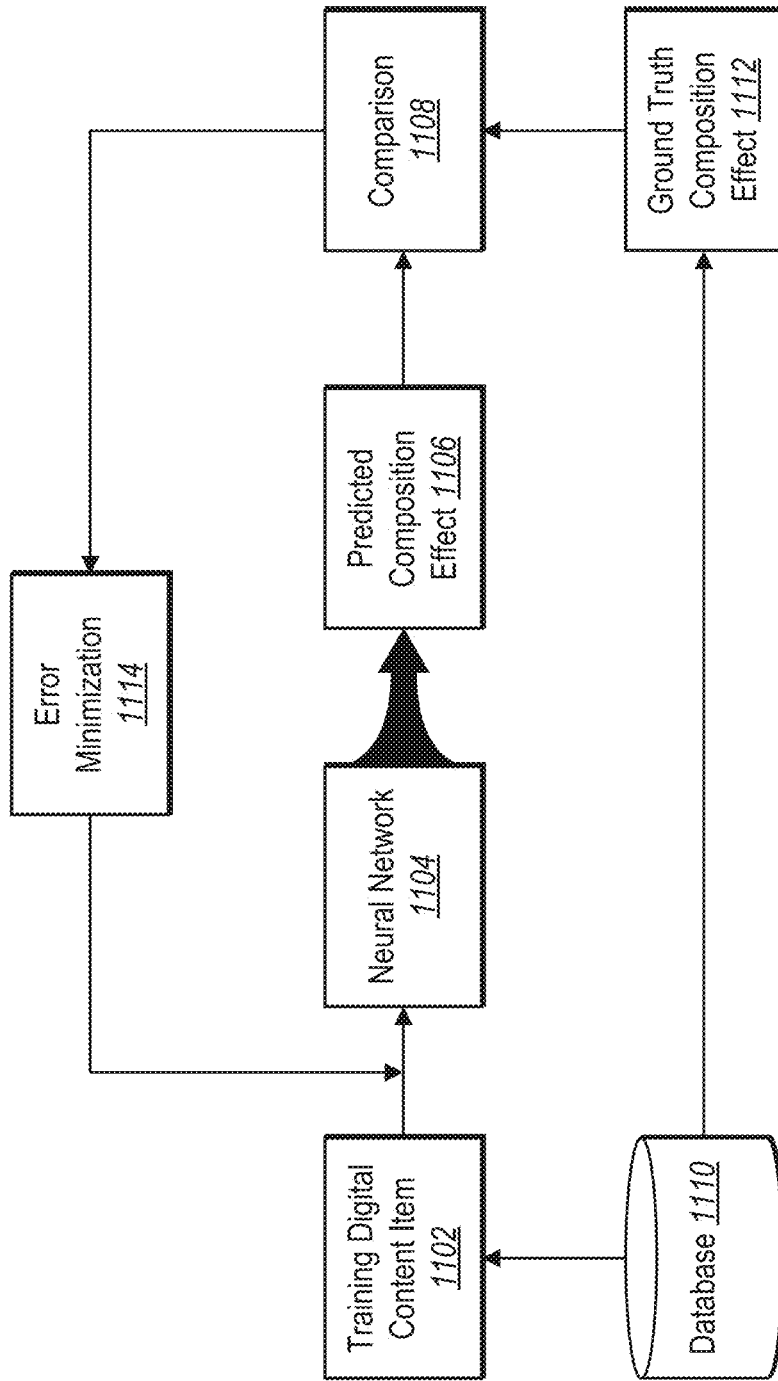 Error
Minimization
1114
Training Digital
Content Item
1102
Neural Network
1104
Predicted
Composition
Effect 1106
Comparison
1108
Database 1110
Ground Truth
Composition
Effect 1112